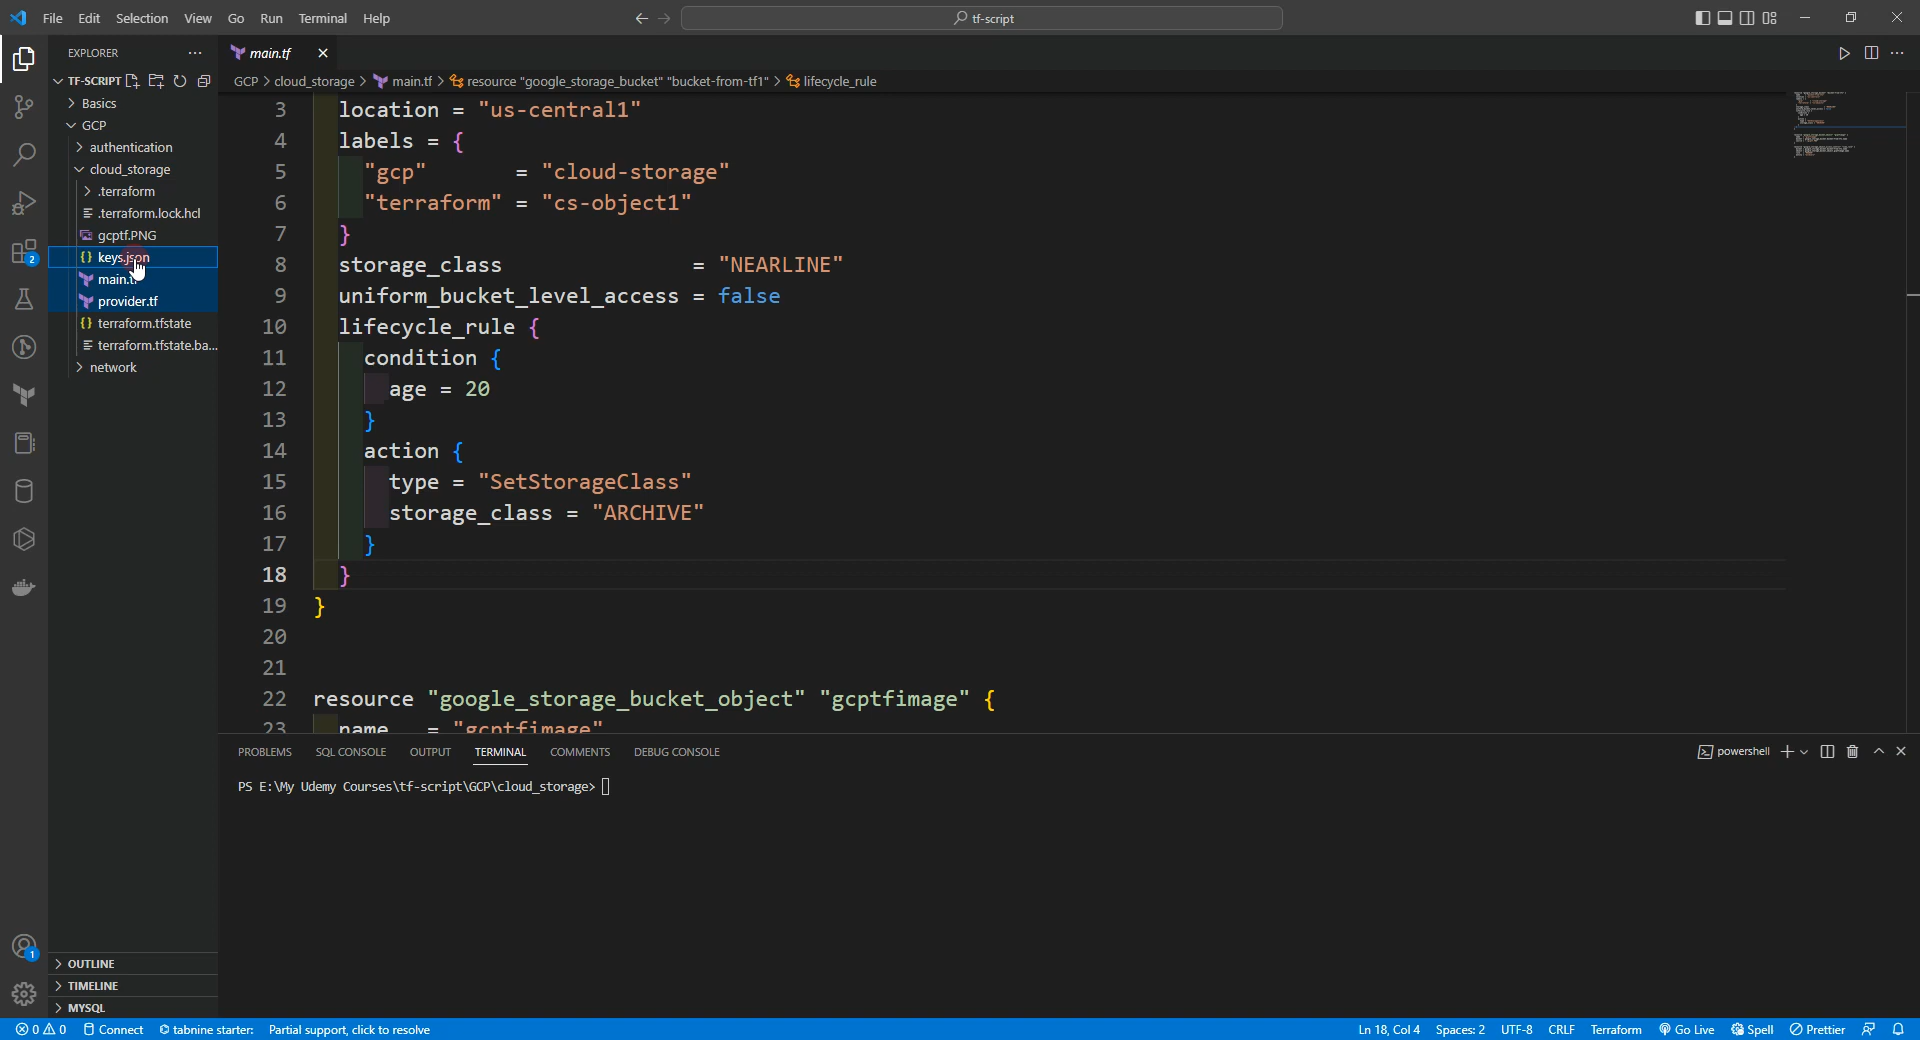 File Edit Selection View Go Run Terminal Help
tf-script
EXPLORER
TF-SCRIPT
Basics
GCP
authentication
cloud_storage
.terraform
.terraform.lock.hcl
gcptf.PNG
keys.json
main.tf
provider.tf
terraform.tfstate
terraform.tfstate.ba...
network
OUTLINE
TIMELINE
MYSQL
2
1
main.tf
GCP > cloud_storage > main.tf > resource "google_storage_bucket" "bucket-from-tf1" > lifecycle_rule
3 location = "us-central1"
4 labels = {
5 "gcp" = "cloud-storage"
6 "terraform" = "cs-object1"
7 }
8 storage_class = "NEARLINE"
9 uniform_bucket_level_access = false
10 lifecycle_rule {
11 condition {
12 age = 20
13 }
14 action {
15 type = "SetStorageClass"
16 storage_class = "ARCHIVE"
17 }
18 }
19 }
20
21
22 resource "google_storage_bucket_object" "gcptfimage" {
23 name = "gcptfimage"
PROBLEMS SQL CONSOLE OUTPUT TERMINAL COMMENTS DEBUG CONSOLE
powershell
PS E:\My Udemy Courses\tf-script\GCP\cloud_storage>
0 0 Connect tabnine starter: Partial support, click to resolve
Ln 18, Col 4 Spaces: 2 UTF-8 CRLF Terraform Go Live Spell Prettier